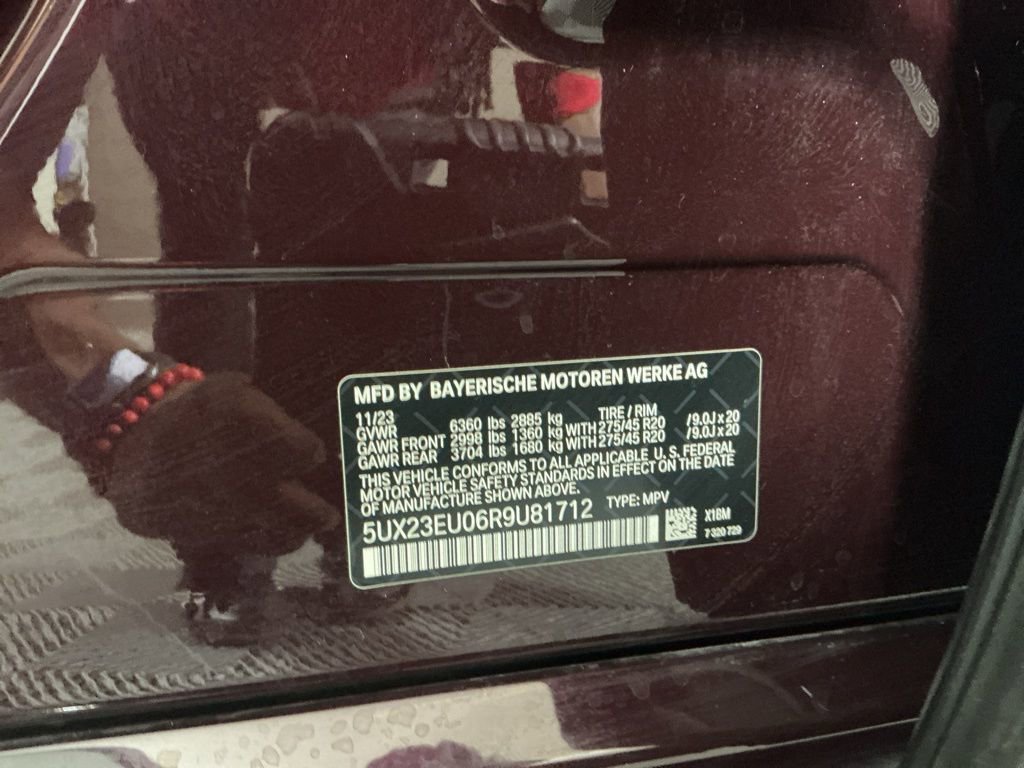 MFD BY BAYERISCHE MOTOREN WERKE AG
11/23 TIRE / RIM
GVWR 6360 lbs 2885 kg
GAWR FRONT 2998 lbs 1360 kg WITH 275/45 R20 /9.0J x 20
GAWR REAR 3704 lbs 1680 kg WITH 275/45 R20 /9.0J x 20
THIS VEHICLE CONFORMS TO ALL APPLICABLE U. S. FEDERAL
MOTOR VEHICLE SAFETY STANDARDS IN EFFECT ON THE DATE
OF MANUFACTURE SHOWN ABOVE.
5UX23EU06R9U81712 TYPE: MPV
X16M
7 320 729